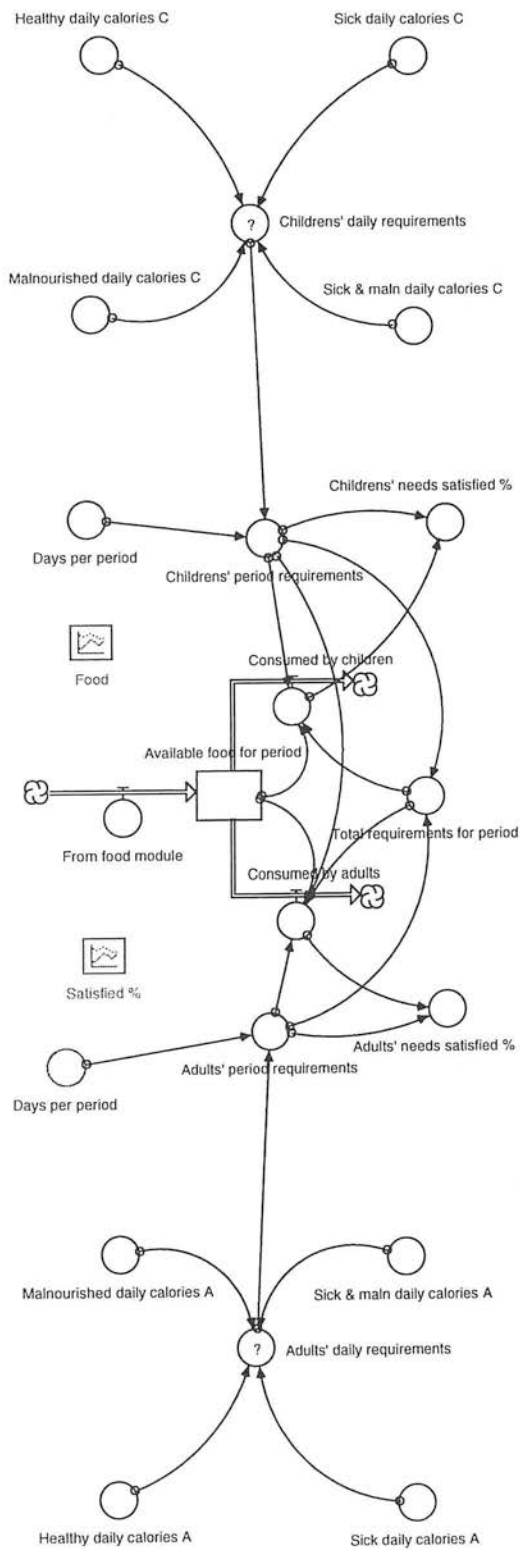 Healthy daily calories C
Sick daily calories C
?
Childrens' daily requirements
Malnourished daily calories C
Sick & maln daily calories C
Childrens' needs satisfied %
Days per period
Childrens' period requirements
Food
Consumed by children
Available food for period
Total requirements for period
From food module
Consumed by adults
Satisfied %
Adults' needs satisfied %
Adults' period requirements
Days per period
Malnourished daily calories A
Sick & maln daily calories A
?
Adults' daily requirements
Healthy daily calories A
Sick daily calories A